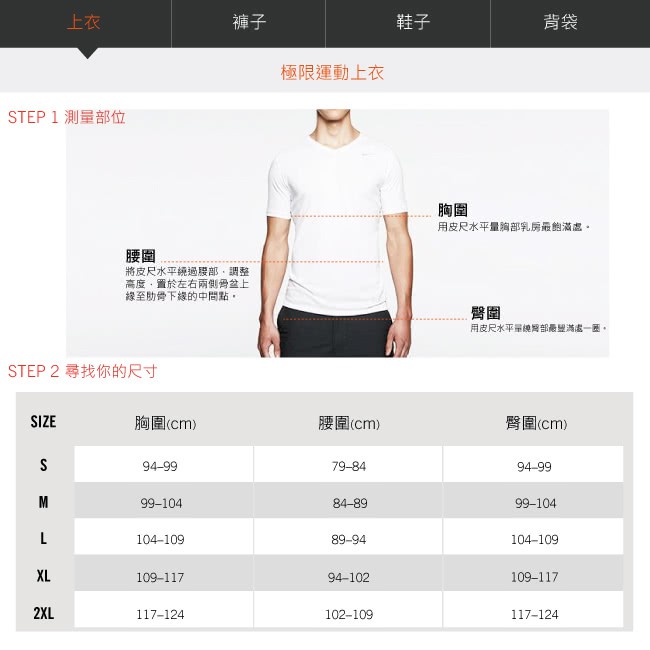 上衣 褲子 鞋子 背袋
極限運動上衣
STEP 1 測量部位
胸圍
用皮尺水平量胸部乳房最飽滿處。
腰圍
將皮尺水平繞過腰部，調整
高度，置於左右兩側骨盆上
緣至肋骨下緣的中間點。
臀圍
用皮尺水平量繞臀部最豐滿處一圈。
STEP 2 尋找你的尺寸
SIZE 胸圍(cm) 腰圍(cm) 臀圍(cm)
S 94–99 79–84 94–99
M 99–104 84–89 99–104
L 104–109 89–94 104–109
XL 109–117 94–102 109–117
2XL 117–124 102–109 117–124